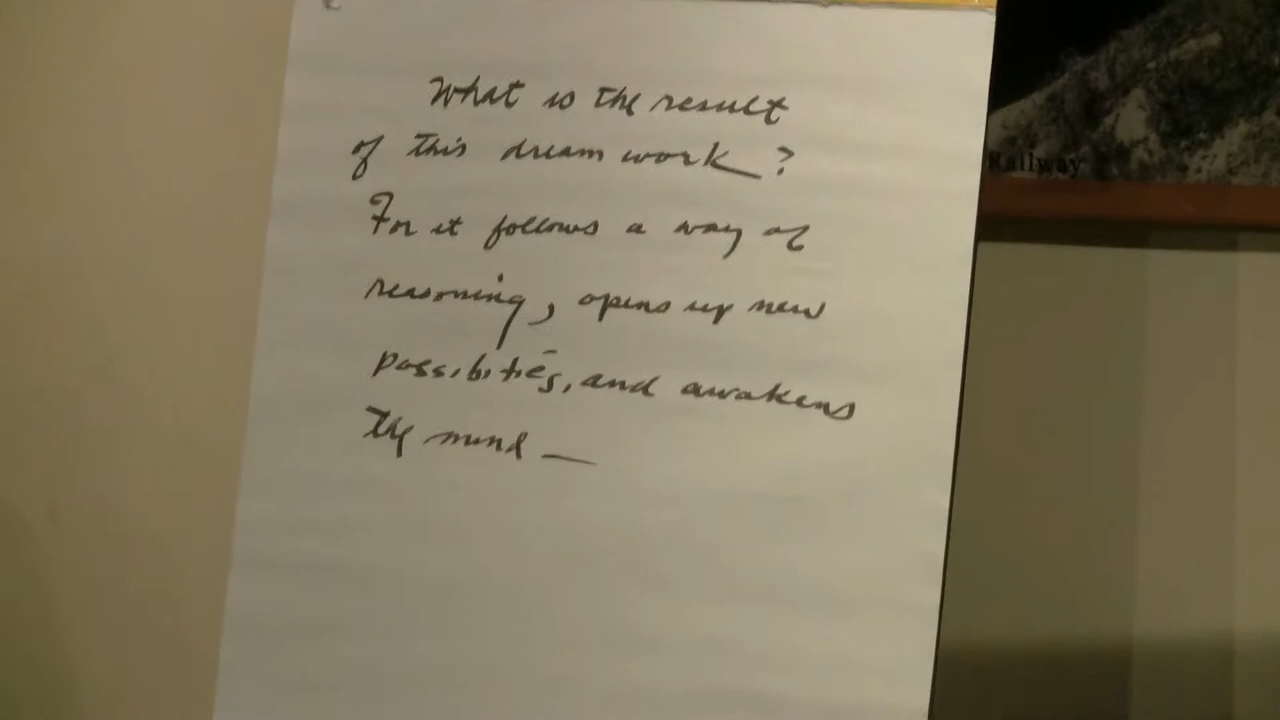 What is the result
of this dream work?
For it follows a way of
reasoning, opens up new
possibities, and awakens
the mind —
Railway